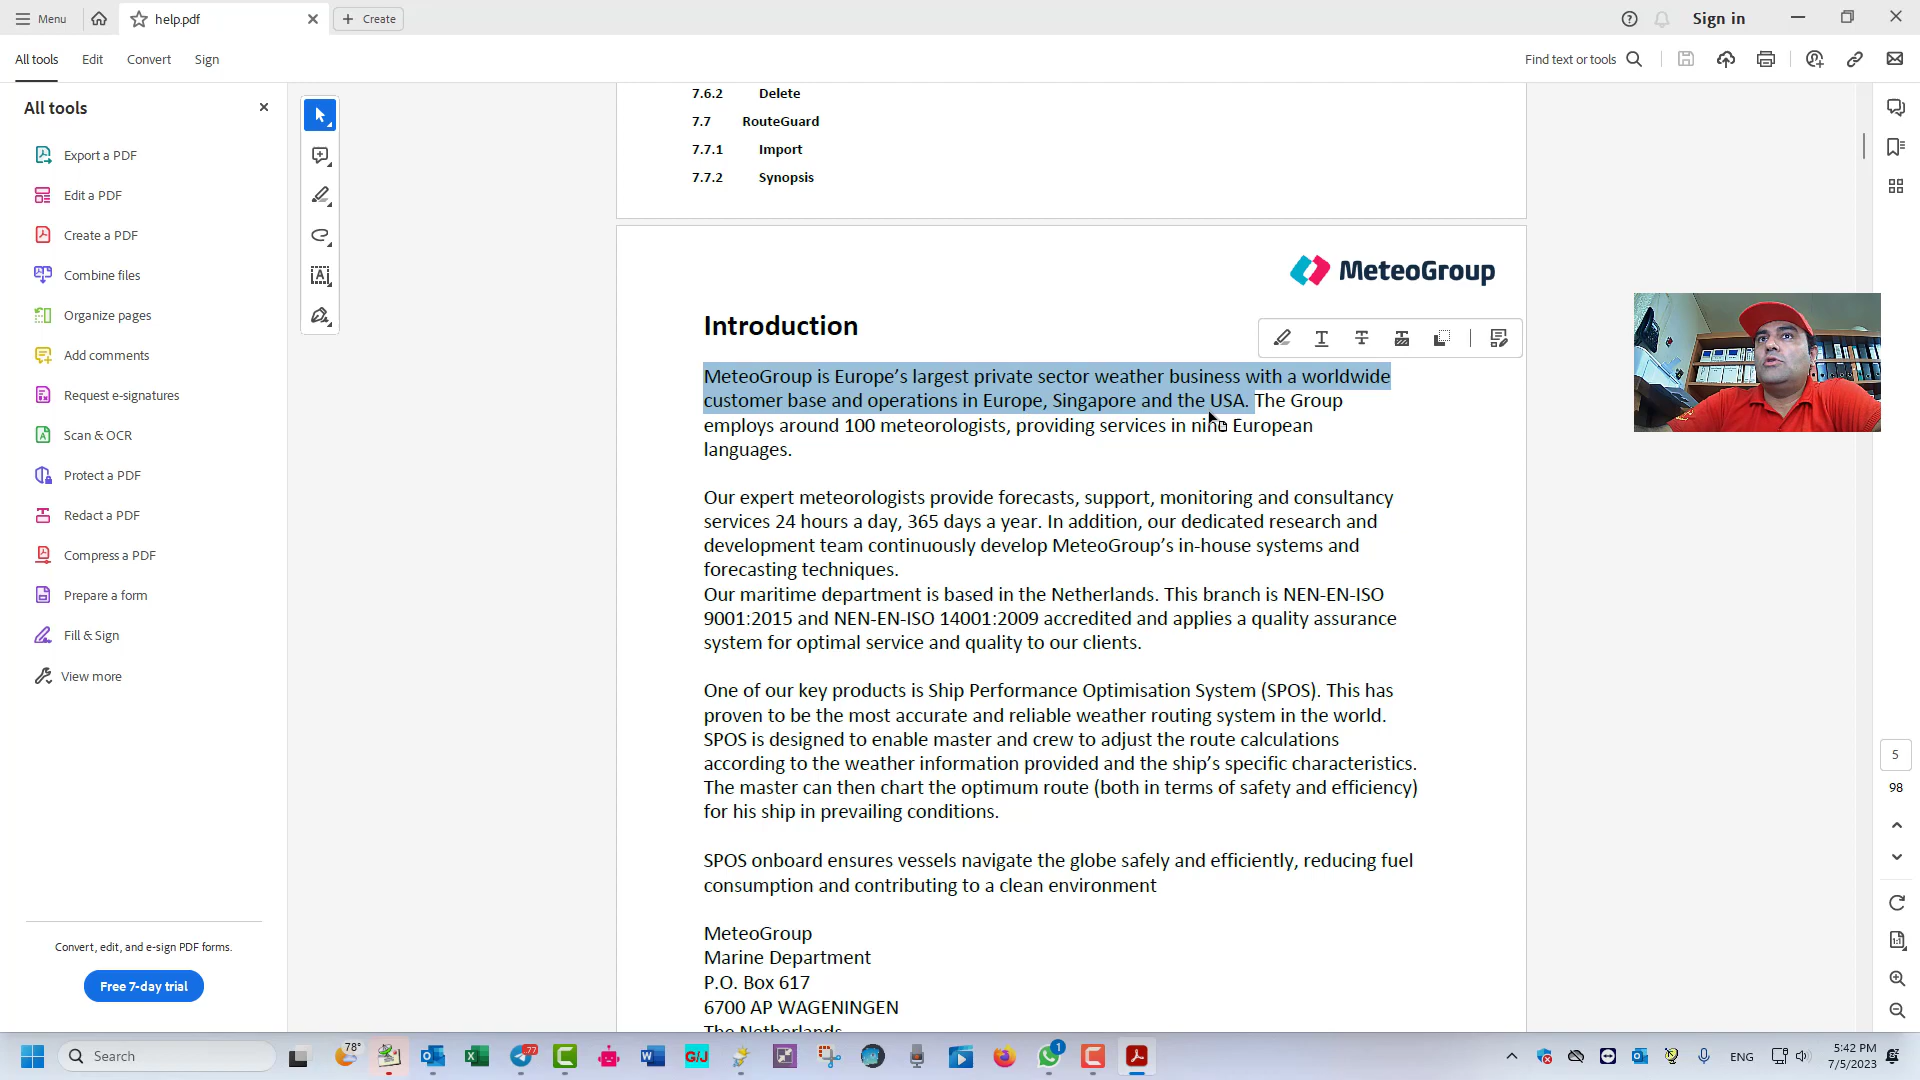 Menu
help.pdf
Create
Sign in
All tools
Edit
Convert
Sign
Find text or tools
All tools
Export a PDF
Edit a PDF
Create a PDF
Combine files
Organize pages
Add comments
Request e-signatures
Scan & OCR
Protect a PDF
Redact a PDF
Compress a PDF
Prepare a form
Fill & Sign
View more
Convert, edit, and e-sign PDF forms.
Free 7-day trial
7.6.2 Delete
7.7 RouteGuard
7.7.1 Import
7.7.2 Synopsis
MeteoGroup
Introduction
MeteoGroup is Europe’s largest private sector weather business with a worldwide
customer base and operations in Europe, Singapore and the USA. The Group
employs around 100 meteorologists, providing services in nine European
languages.
Our expert meteorologists provide forecasts, support, monitoring and consultancy
services 24 hours a day, 365 days a year. In addition, our dedicated research and
development team continuously develop MeteoGroup’s in-house systems and
forecasting techniques.
Our maritime department is based in the Netherlands. This branch is NEN-EN-ISO
9001:2015 and NEN-EN-ISO 14001:2009 accredited and applies a quality assurance
system for optimal service and quality to our clients.
One of our key products is Ship Performance Optimisation System (SPOS). This has
proven to be the most accurate and reliable weather routing system in the world.
SPOS is designed to enable master and crew to adjust the route calculations
according to the weather information provided and the ship’s specific characteristics.
The master can then chart the optimum route (both in terms of safety and efficiency)
for his ship in prevailing conditions.
SPOS onboard ensures vessels navigate the globe safely and efficiently, reducing fuel
consumption and contributing to a clean environment
MeteoGroup
Marine Department
P.O. Box 617
6700 AP WAGENINGEN
The Netherlands
5
98
Search
78°
77
G/J
1
ENG
5:42 PM
7/5/2023